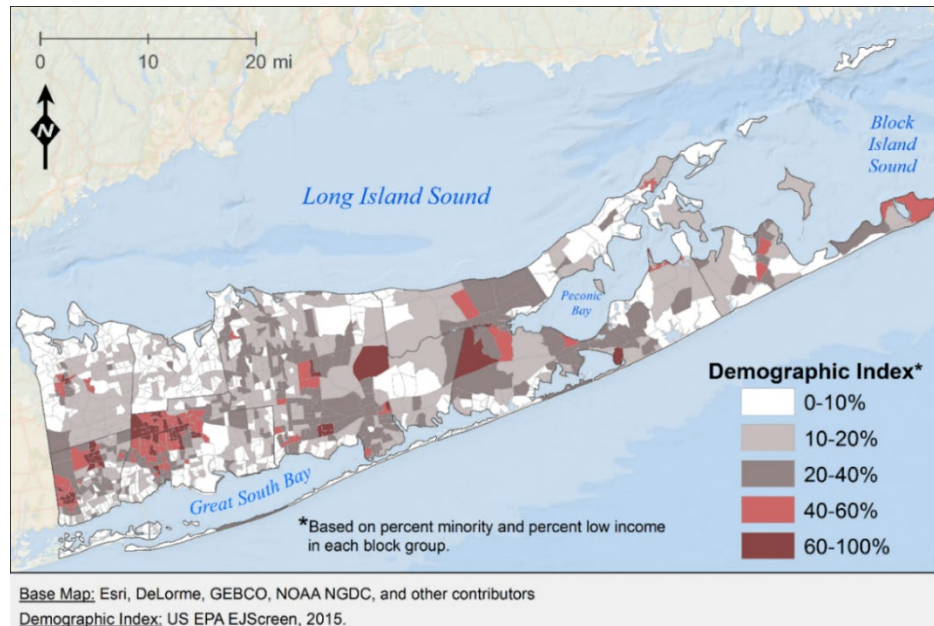 0 10 20 mi
N
Block
Island
Sound
Long Island Sound
Peconic
Bay
Great South Bay
Demographic Index*
0-10%
10-20%
20-40%
40-60%
60-100%
*Based on percent minority and percent low income
in each block group.
Base Map: Esri, DeLorme, GEBCO, NOAA NGDC, and other contributors
Demographic Index: US EPA EJScreen, 2015.